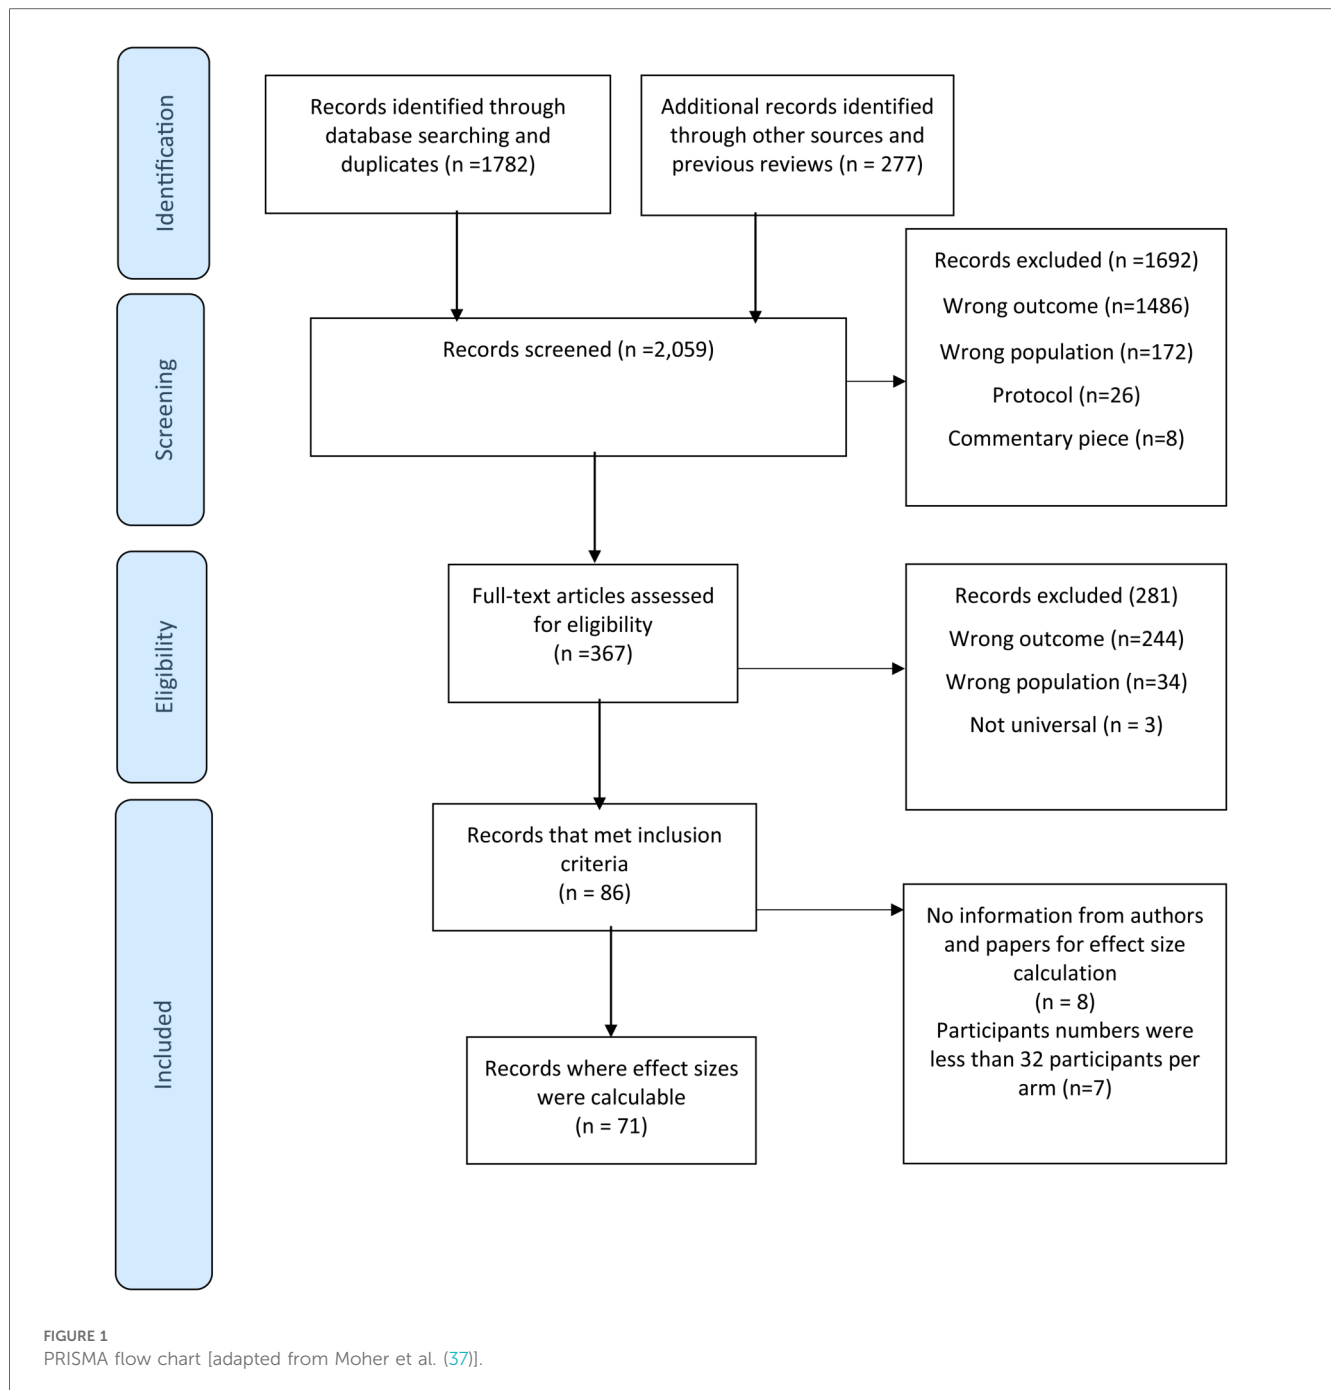 Identification
Records identified through
database searching and
duplicates (n =1782)
Additional records identified
through other sources and
previous reviews (n = 277)
Records excluded (n =1692)
Wrong outcome (n=1486)
Wrong population (n=172)
Protocol (n=26)
Commentary piece (n=8)
Screening
Records screened (n =2,059)
Eligibility
Full-text articles assessed
for eligibility
(n =367)
Records excluded (281)
Wrong outcome (n=244)
Wrong population (n=34)
Not universal (n = 3)
Included
Records that met inclusion
criteria
(n = 86)
No information from authors
and papers for effect size
calculation
(n = 8)
Participants numbers were
less than 32 participants per
arm (n=7)
Records where effect sizes
were calculable
(n = 71)
FIGURE 1
PRISMA flow chart [adapted from Moher et al. (37)].